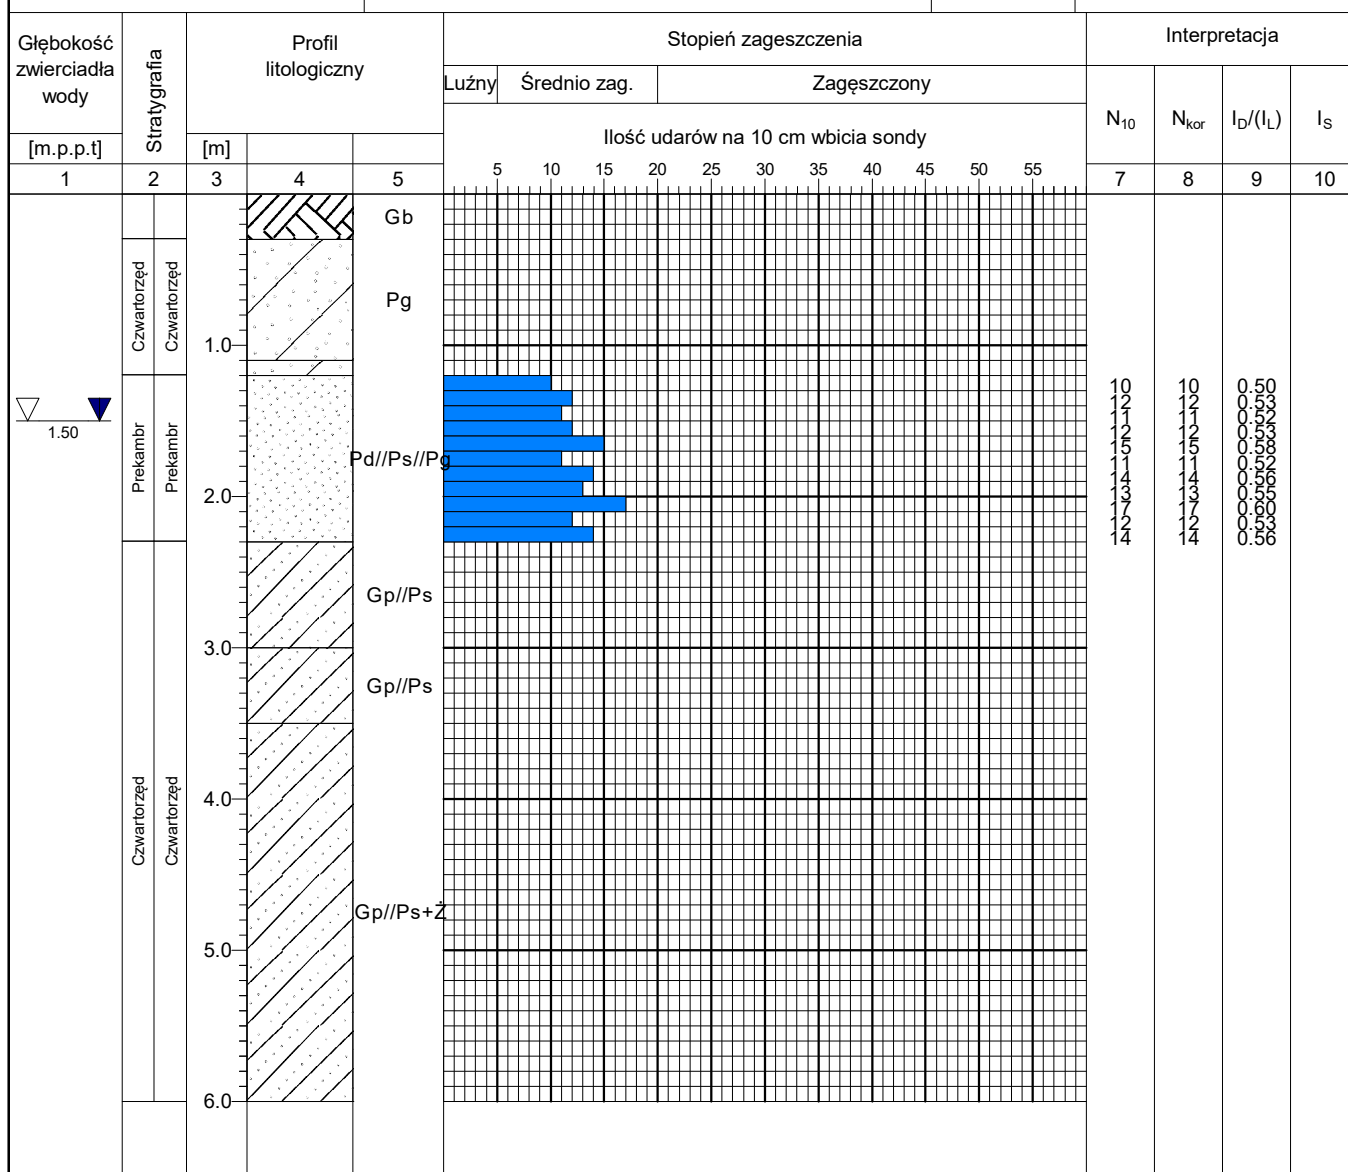 Głębokość
zwierciadła
wody
[m.p.p.t]
Stratygrafia
Profil
litologiczny
[m]
Stopień zageszczenia
Luźny Średnio zag. Zagęszczony
Ilość udarów na 10 cm wbicia sondy
5 10 15 20 25 30 35 40 45 50 55
Interpretacja
N10 Nkor ID/(IL) IS
1 2 3 4 5 7 8 9 10
Gb
Czwartorzęd Czwartorzęd
Pg
1.0
1.50
Prekambr Prekambr
Pd//Ps//Pg
10 10 0.50
12 12 0.53
11 11 0.52
12 12 0.53
15 15 0.58
11 11 0.52
14 14 0.56
13 13 0.55
17 17 0.60
12 12 0.53
14 14 0.56
2.0
Gp//Ps
3.0
Gp//Ps
4.0
Czwartorzęd Czwartorzęd
Gp//Ps+Ż
5.0
6.0